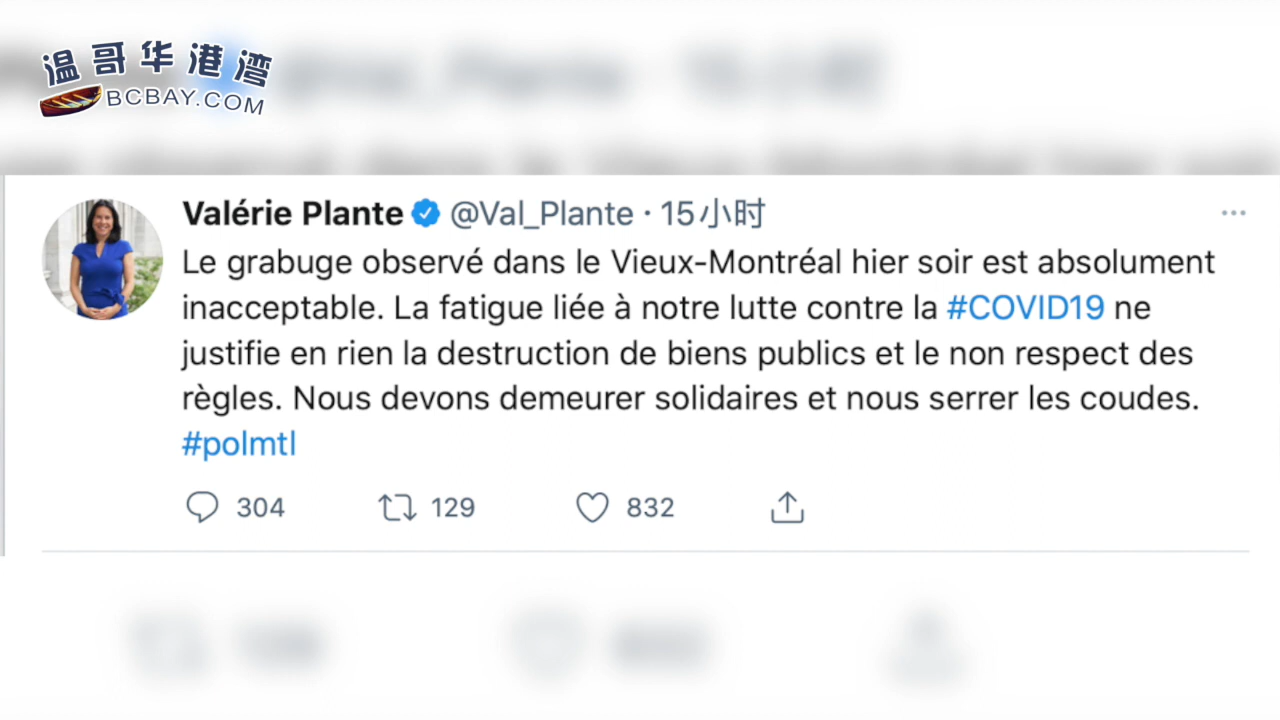 温哥华港湾
BCBAY.COM
Valérie Plante @Val_Plante · 15小时
Le grabuge observé dans le Vieux-Montréal hier soir est absolument
inacceptable. La fatigue liée à notre lutte contre la #COVID19 ne
justifie en rien la destruction de biens publics et le non respect des
règles. Nous devons demeurer solidaires et nous serrer les coudes.
#polmtl
304 129 832